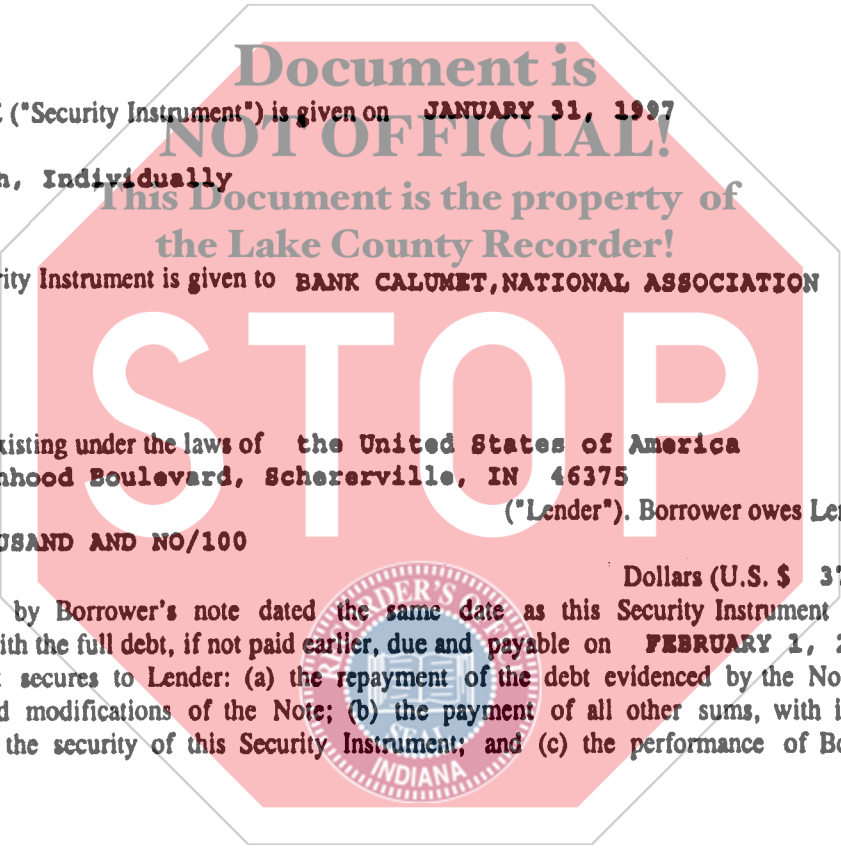 Document is
("Security Instrument") is given on JANUARY 31, 1997
NOT OFFICIAL!
h, Individually
This Document is the property of
the Lake County Recorder!
rity Instrument is given to BANK CALUMET, NATIONAL ASSOCIATION
STOP
xisting under the laws of the United States of America
nhood Boulevard, Schererville, IN 46375
("Lender"). Borrower owes Len
USAND AND NO/100
Dollars (U.S. $ 37
by Borrower's note dated the same date as this Security Instrument
ith the full debt, if not paid earlier, due and payable on FEBRUARY 1, 2
secures to Lender: (a) the repayment of the debt evidenced by the No
d modifications of the Note; (b) the payment of all other sums, with i
the security of this Security Instrument; and (c) the performance of Bo
RECORDER'S OFFICE
SEAL
INDIANA